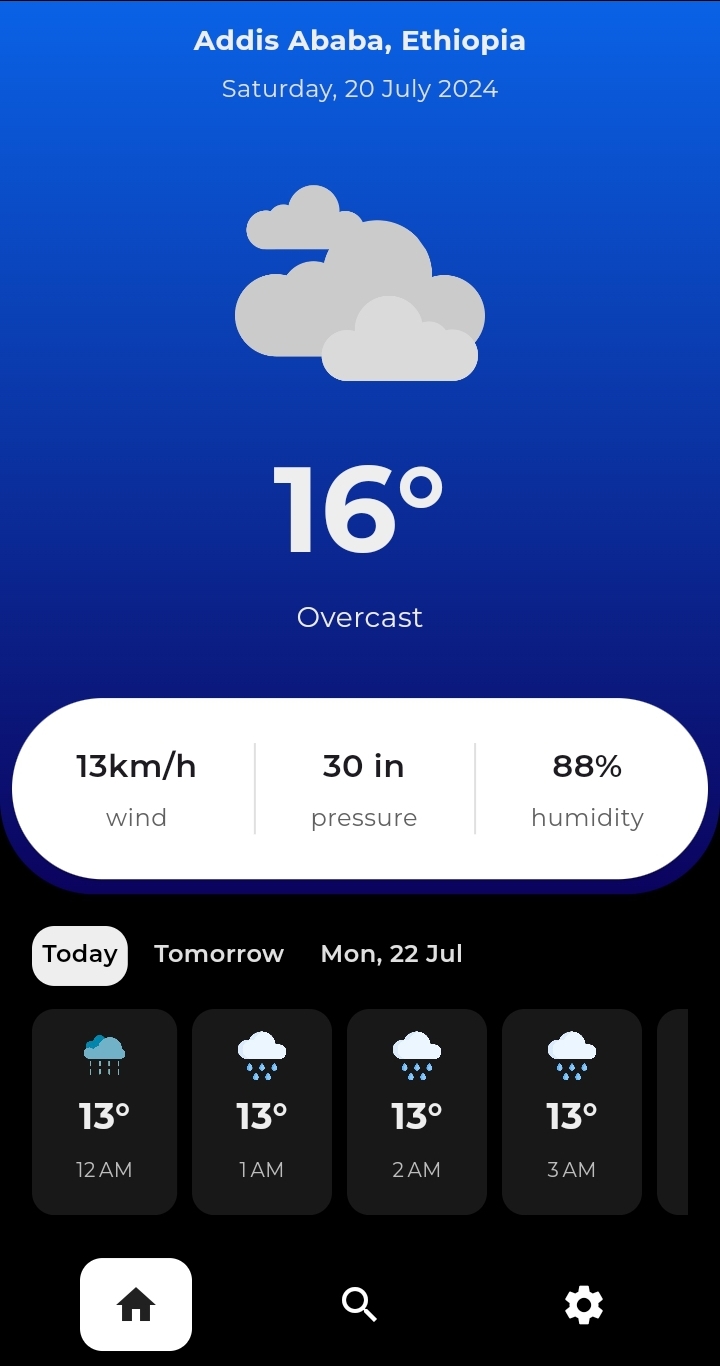 Addis Ababa, Ethiopia
Saturday, 20 July 2024
16°
Overcast
13km/h 30 in 88%
wind pressure humidity
Today Tomorrow Mon, 22 Jul
13° 13° 13° 13°
12 AM 1 AM 2 AM 3 AM